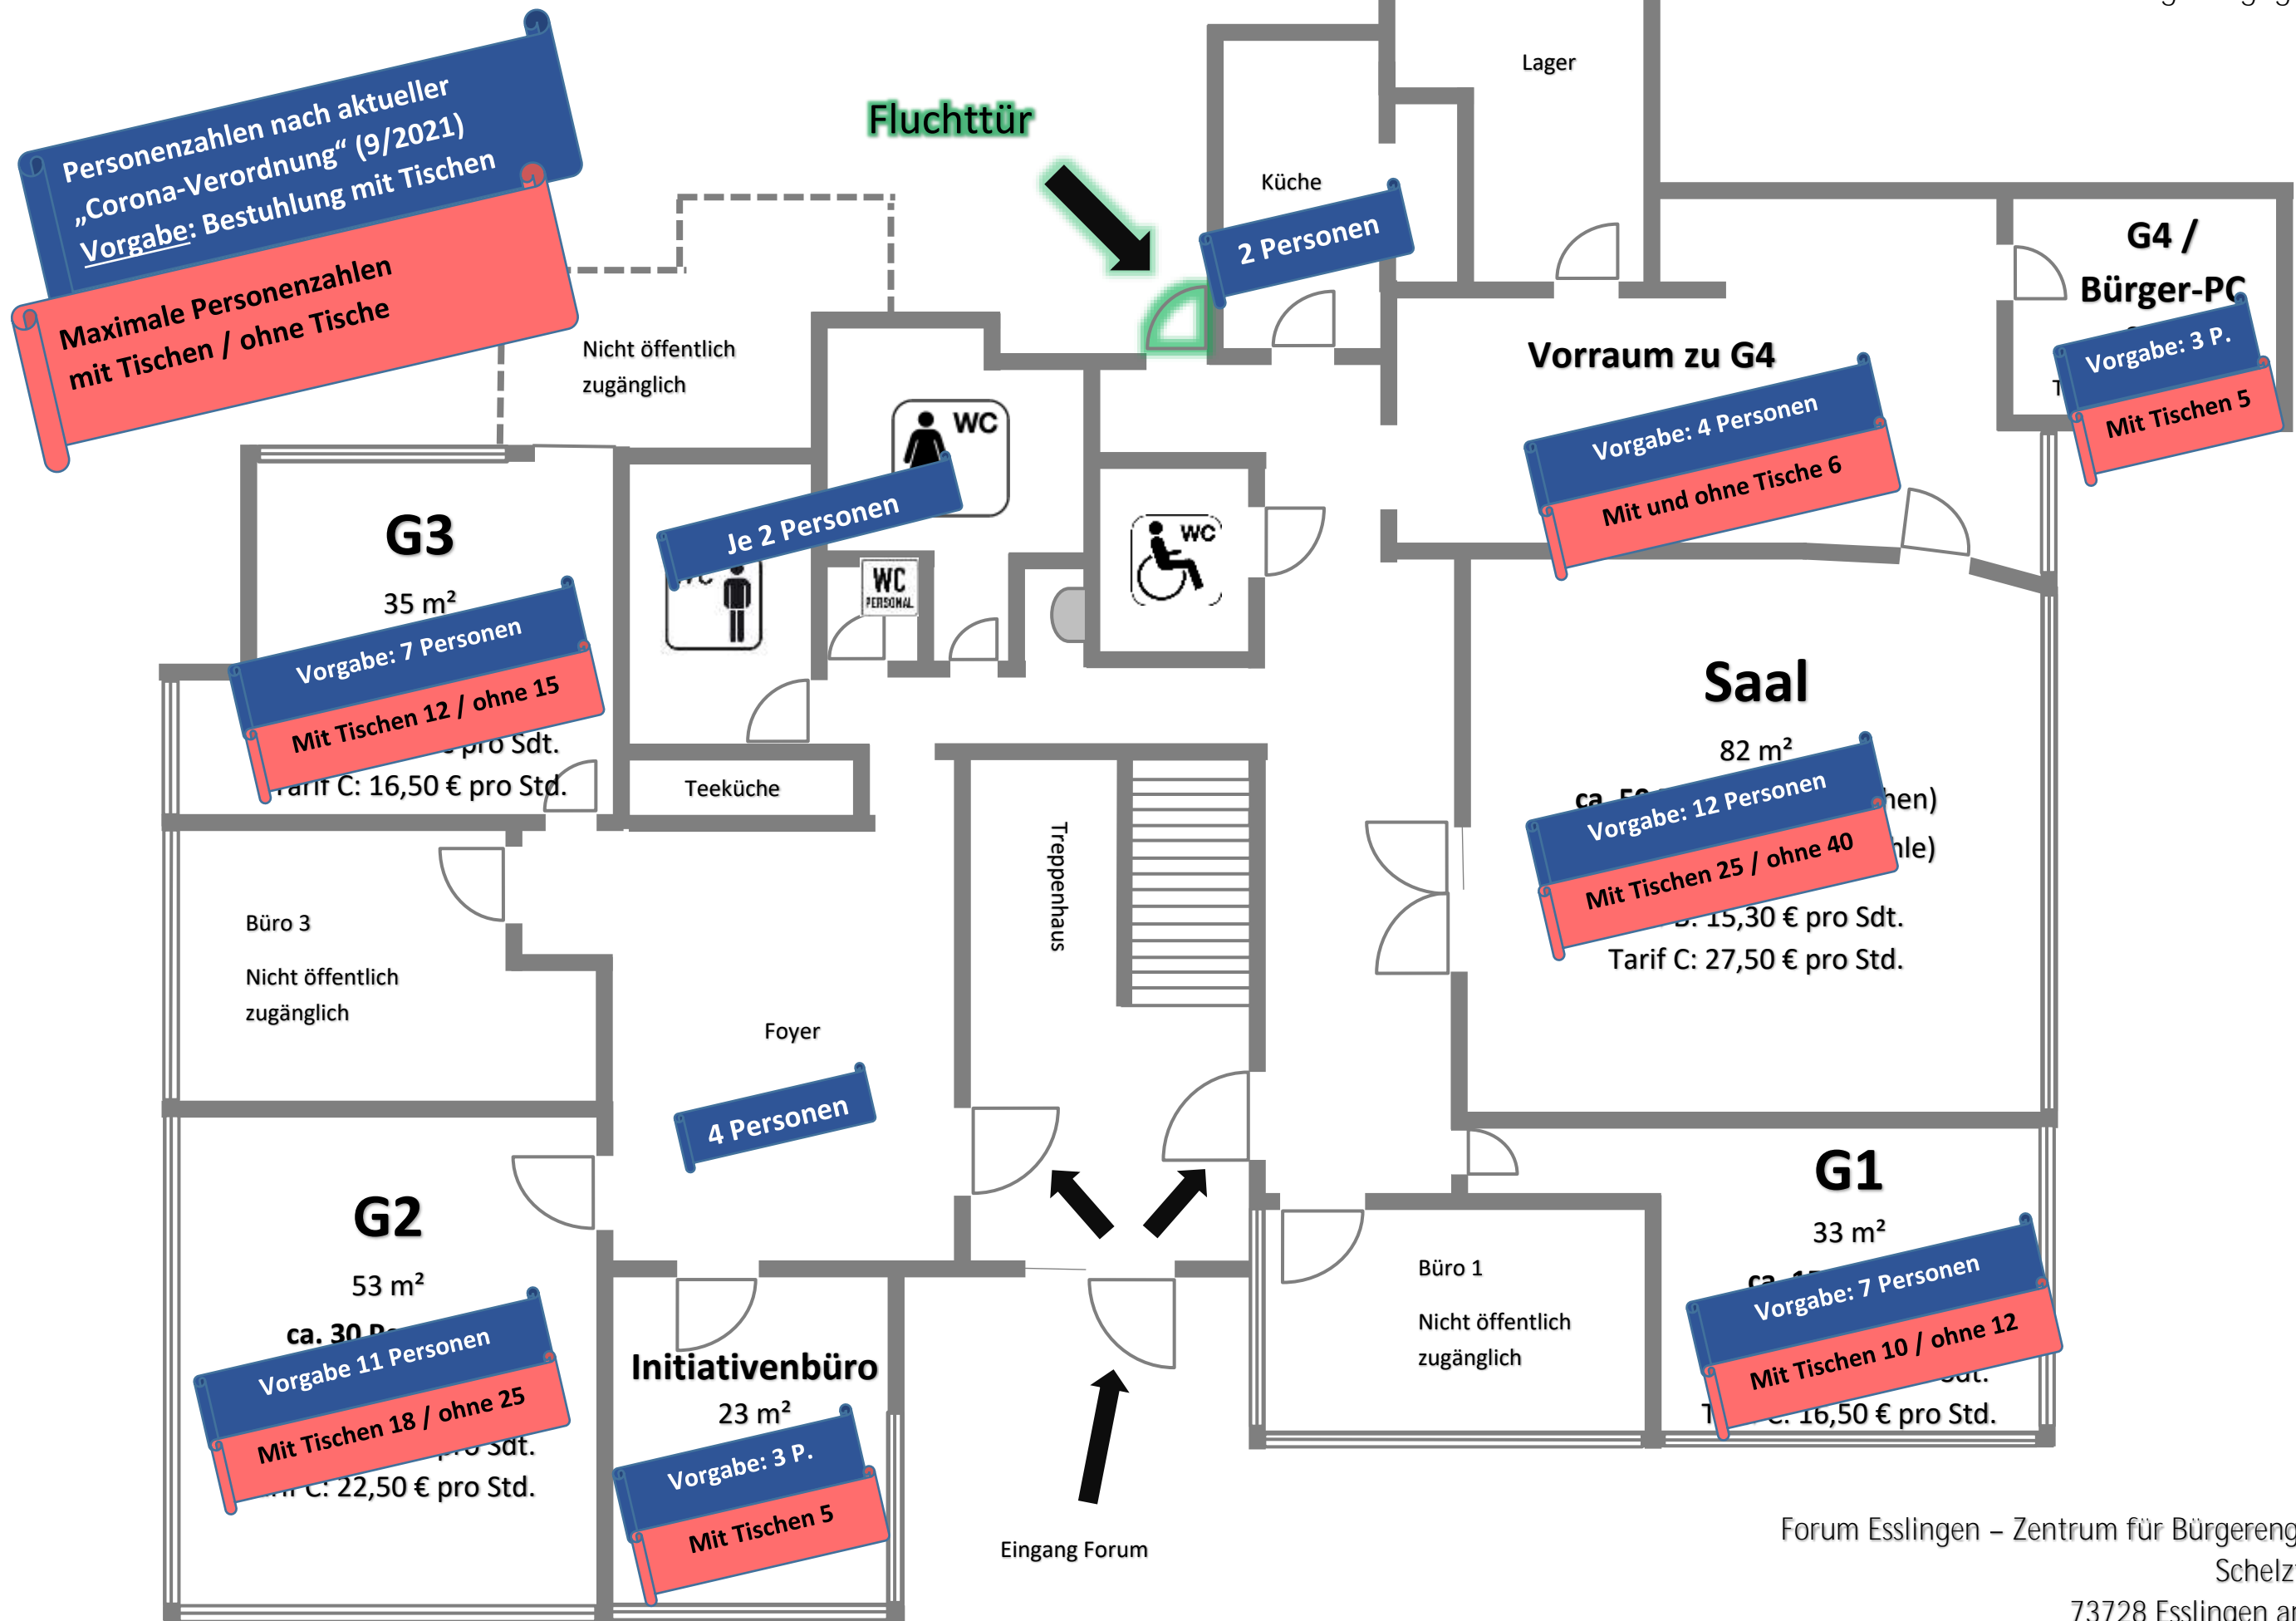 Personenzahlen nach aktueller
„Corona-Verordnung“ (9/2021)
Vorgabe: Bestuhlung mit Tischen
Maximale Personenzahlen
mit Tischen / ohne Tische
Fluchttür
Lager
Küche
2 Personen
Nicht öffentlich
zugänglich
G4 /
Bürger-PC
Vorgabe: 3 P.
Mit Tischen 5
Vorraum zu G4
Vorgabe: 4 Personen
Mit und ohne Tische 6
WC
Je 2 Personen
WC
PERSONAL
WC
G3
35 m²
Vorgabe: 7 Personen
Mit Tischen 12 / ohne 15
€ pro Sdt.
Tarif C: 16,50 € pro Std.
Teeküche
Treppenhaus
Saal
82 m²
ca.
Vorgabe: 12 Personen
Mit Tischen 25 / ohne 40
B: 15,30 € pro Sdt.
Tarif C: 27,50 € pro Std.
Büro 3
Nicht öffentlich
zugänglich
Foyer
4 Personen
G2
53 m²
ca. 30
Vorgabe 11 Personen
Mit Tischen 18 / ohne 25
Sdt.
C: 22,50 € pro Std.
Initiativenbüro
23 m²
Vorgabe: 3 P.
Mit Tischen 5
Eingang Forum
Büro 1
Nicht öffentlich
zugänglich
G1
33 m²
ca.
Vorgabe: 7 Personen
Mit Tischen 10 / ohne 12
Sdt.
C: 16,50 € pro Std.
Forum Esslingen – Zentrum für Bürgereng
Schelz
73728 Esslingen a